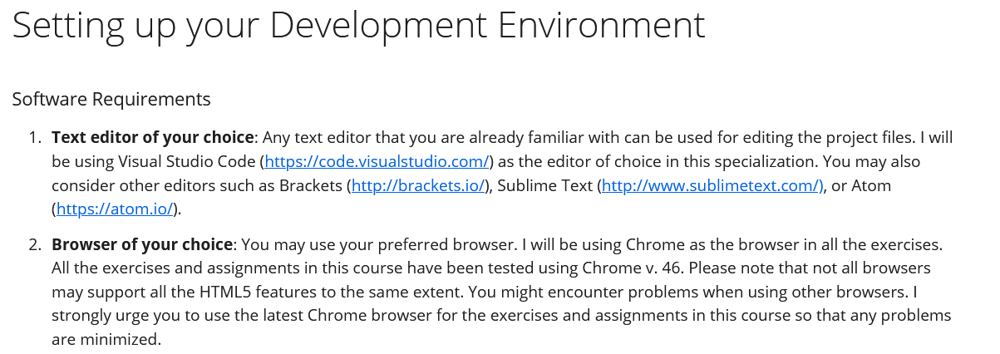 Setting up your Development Environment
Software Requirements
1. Text editor of your choice: Any text editor that you are already familiar with can be used for editing the project files. I will
be using Visual Studio Code (https://code.visualstudio.com/) as the editor of choice in this specialization. You may also
consider other editors such as Brackets (http://brackets.io/), Sublime Text (http://www.sublimetext.com/), or Atom
(https://atom.io/).
2. Browser of your choice: You may use your preferred browser. I will be using Chrome as the browser in all the exercises.
All the exercises and assignments in this course have been tested using Chrome v. 46. Please note that not all browsers
may support all the HTML5 features to the same extent. You might encounter problems when using other browsers. I
strongly urge you to use the latest Chrome browser for the exercises and assignments in this course so that any problems
are minimized.